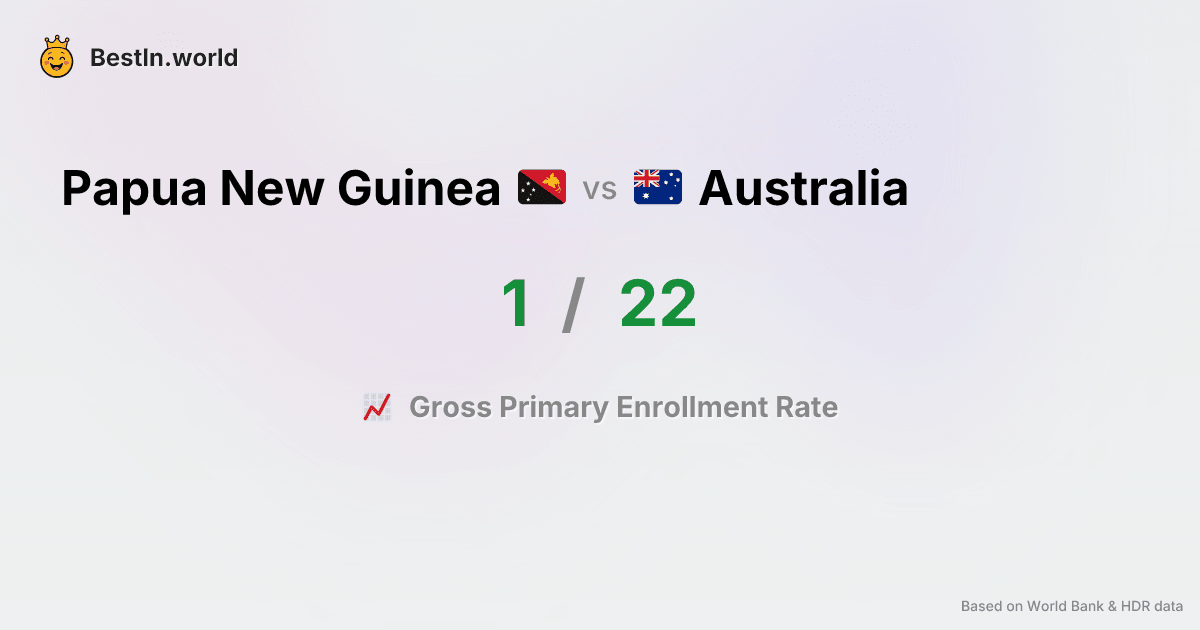 BestIn.world
Papua New Guinea vs Australia
1 / 22
Gross Primary Enrollment Rate
Based on World Bank & HDR data